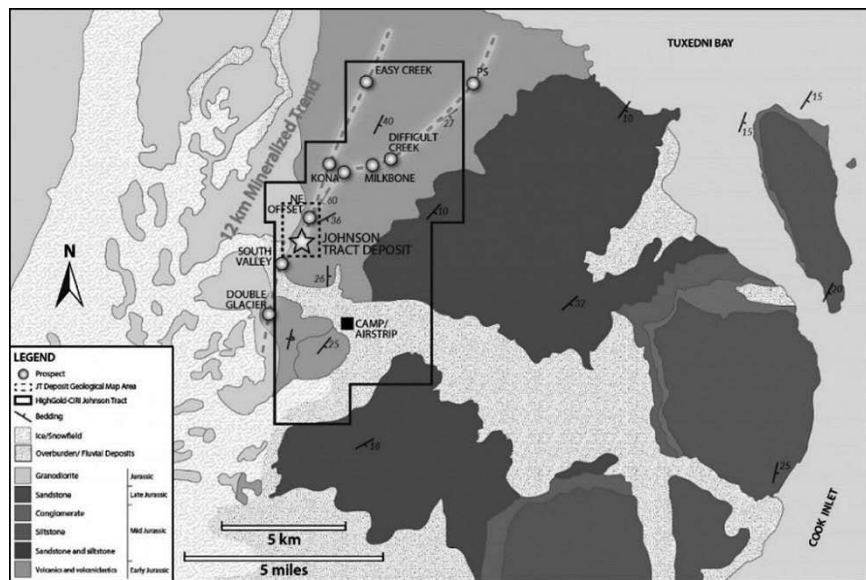 TUXEDNI BAY
EASY CREEK
PS
15
10
15
40
27
DIFFICULT
CREEK
KONA
MILKBONE
12 km Mineralized Trend
NE
OFFSET
60
36
10
JOHNSON
TRACT DEPOSIT
N
SOUTH
VALLEY
26
20
DOUBLE
GLACIER
32
CAMP/
AIRSTRIP
25
18
25
COOK INLET
LEGEND
Prospect
JT Deposit Geological Map Area
HighGold-CIRI Johnson Tract
Bedding
Ice/Snowfield
Overburden/ Fluvial Deposits
Granodiorite
Jurassic
Sandstone
Late Jurassic
Conglomerate
Siltstone
Mid Jurassic
Sandstone and siltstone
Volcanics and volcaniclastics
Early Jurassic
5 km
5 miles